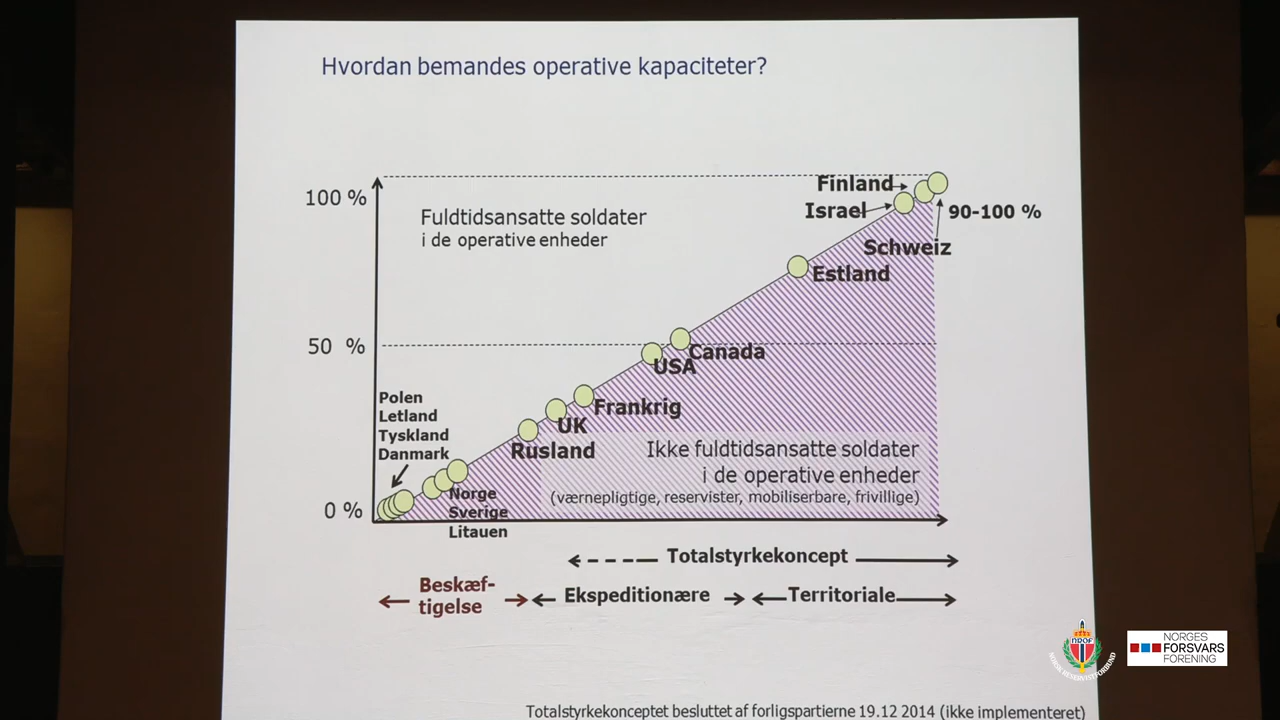 Hvordan bemandes operative kapaciteter?
100 %
Fuldtidsansatte soldater
i de operative enheder
Finland
Israel
90-100 %
Schweiz
Estland
50 %
Canada
USA
Polen
Letland
Tyskland
Danmark
Frankrig
UK
Rusland
Ikke fuldtidsansatte soldater
i de operative enheder
(værnepligtige, reservister, mobiliserbare, frivillige)
Norge
Sverige
Litauen
0 %
Totalstyrkekoncept
Beskæf-
tigelse
Ekspeditionære
Territoriale
NROF
NORSK RESERVISTFORBUND
NORGES
FORSVARS
FORENING
Totalstyrkekonceptet besluttet af forligspartierne 19.12 2014 (ikke implementeret)